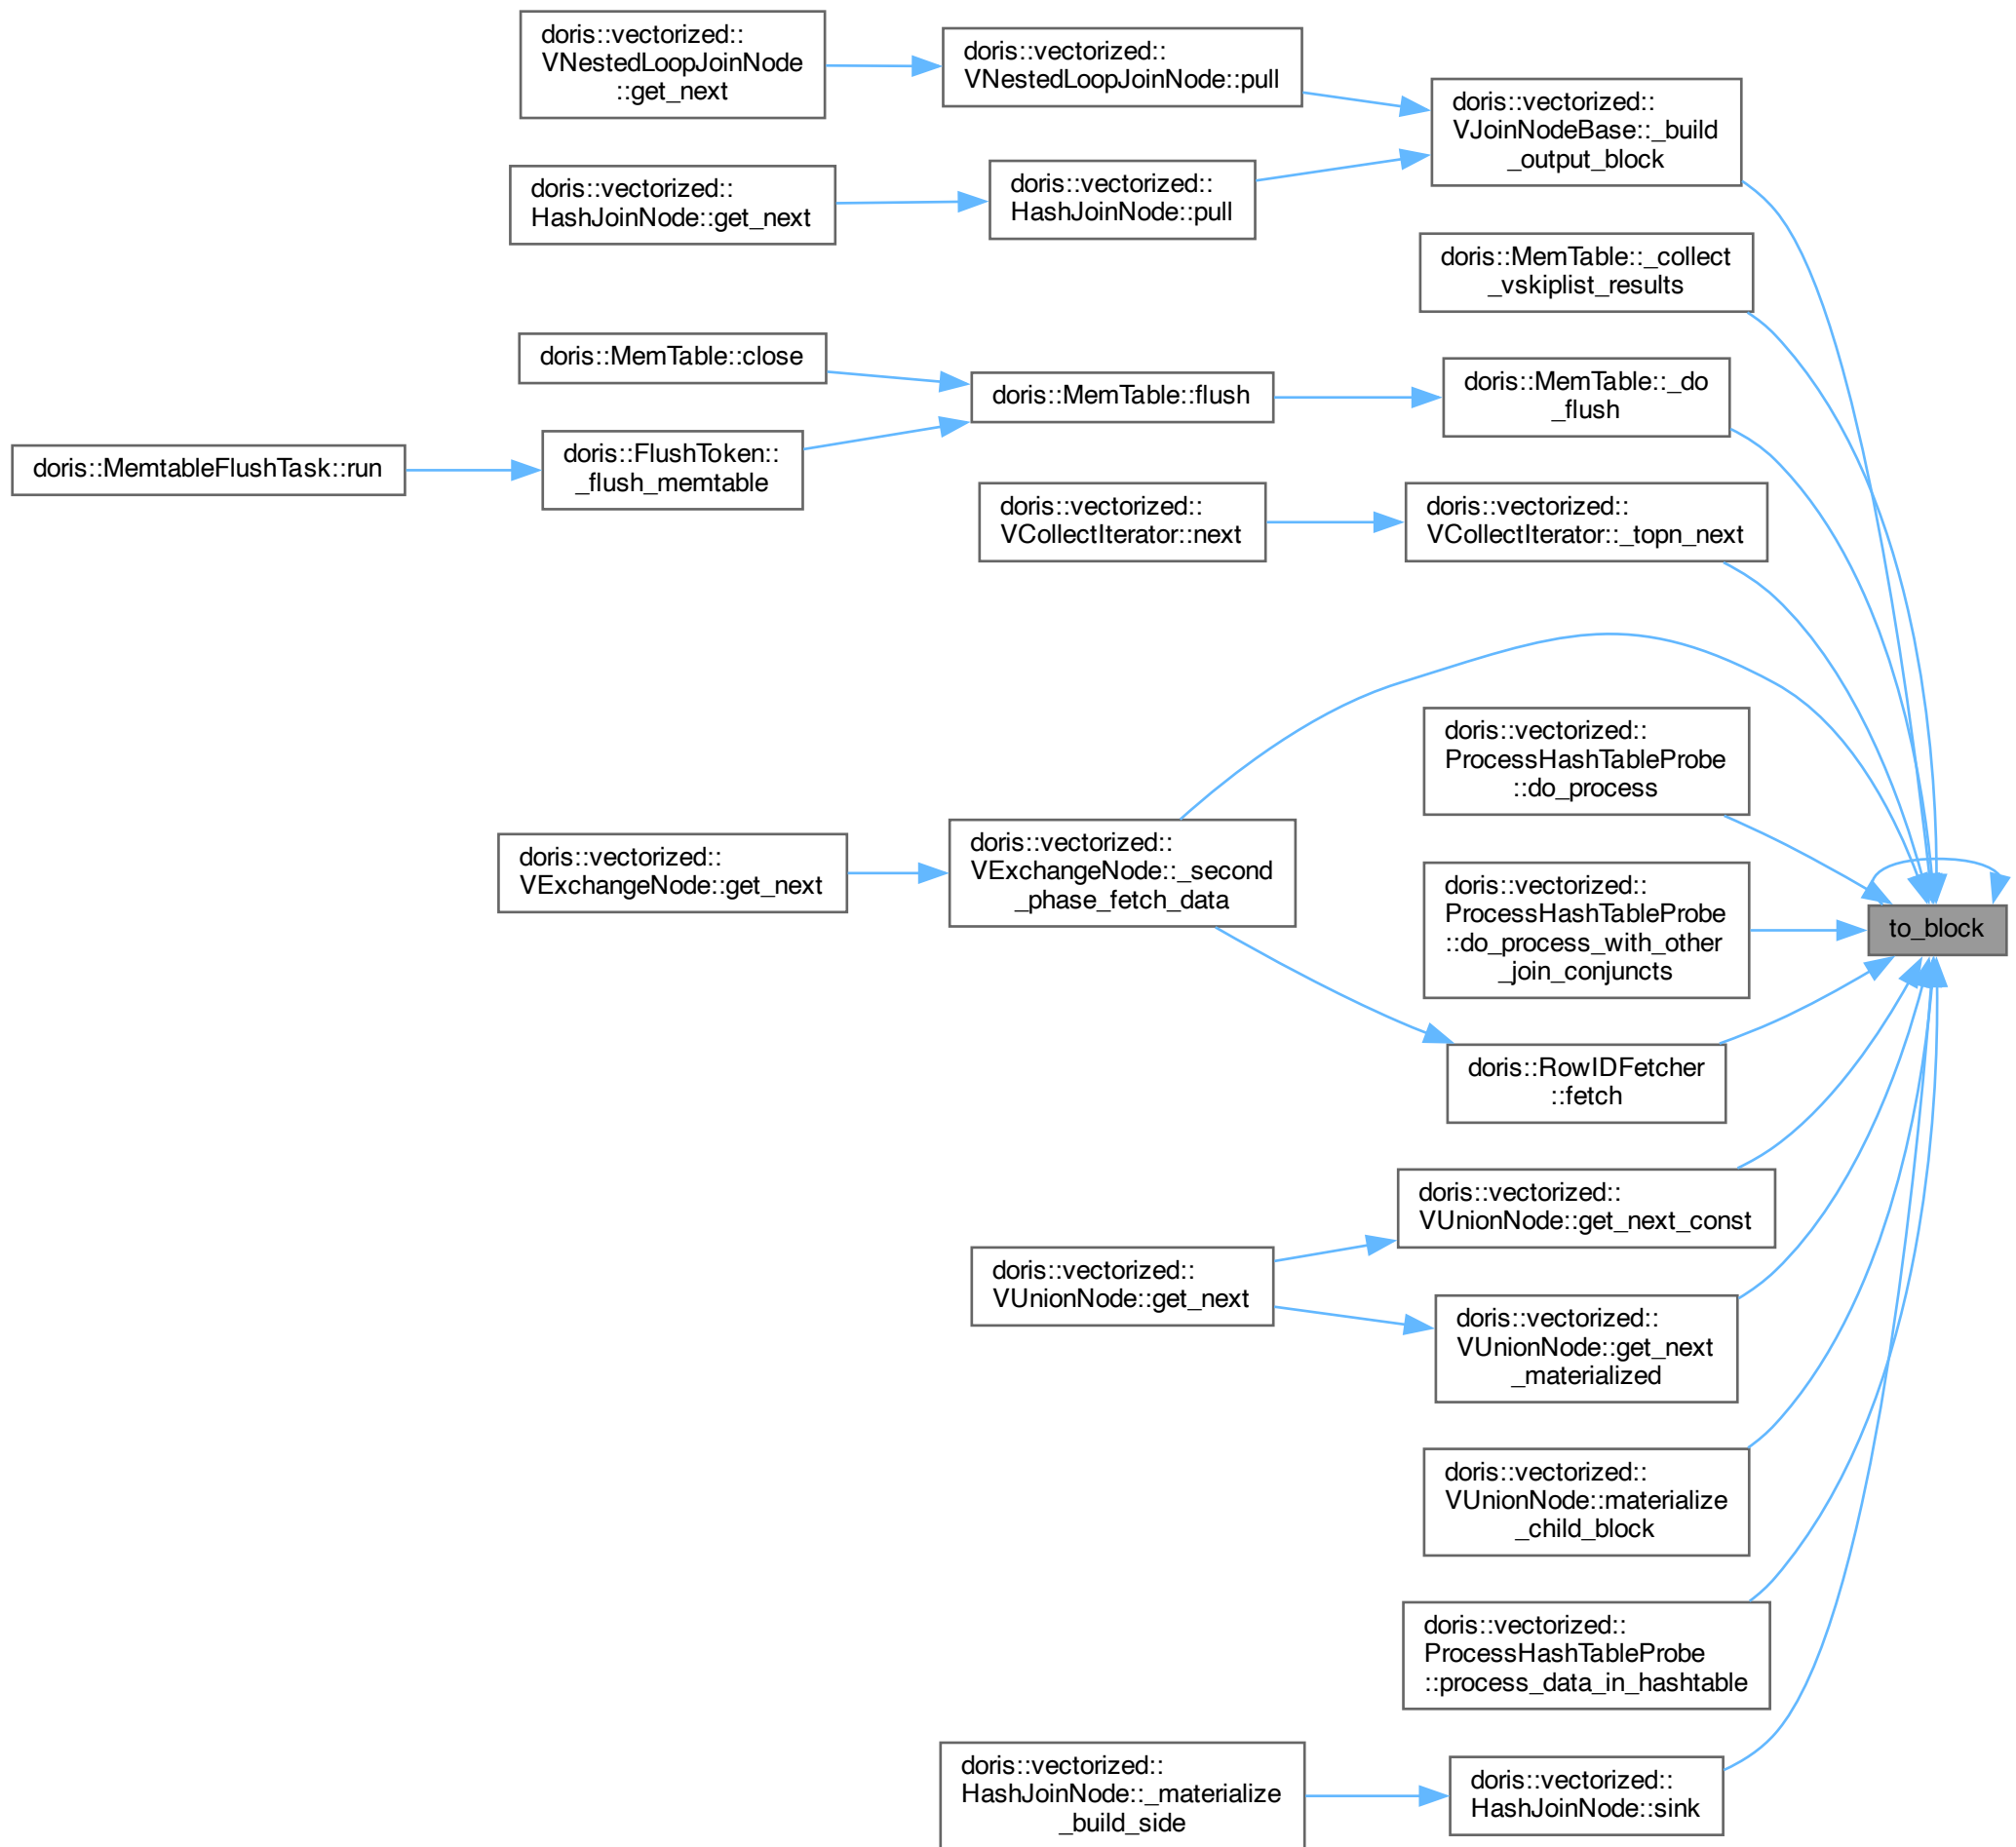 doris::vectorized::
VNestedLoopJoinNode
::get_next
doris::vectorized::
VNestedLoopJoinNode::pull
doris::vectorized::
VJoinNodeBase::_build
_output_block
doris::vectorized::
HashJoinNode::get_next
doris::vectorized::
HashJoinNode::pull
doris::MemTable::_collect
_vskiplist_results
doris::MemTable::close
doris::MemTable::flush
doris::MemTable::_do
_flush
doris::MemtableFlushTask::run
doris::FlushToken::
_flush_memtable
doris::vectorized::
VCollectIterator::next
doris::vectorized::
VCollectIterator::_topn_next
doris::vectorized::
ProcessHashTableProbe
::do_process
doris::vectorized::
VExchangeNode::get_next
doris::vectorized::
VExchangeNode::_second
_phase_fetch_data
doris::vectorized::
ProcessHashTableProbe
::do_process_with_other
_join_conjuncts
to_block
doris::RowIDFetcher
::fetch
doris::vectorized::
VUnionNode::get_next_const
doris::vectorized::
VUnionNode::get_next
doris::vectorized::
VUnionNode::get_next
_materialized
doris::vectorized::
VUnionNode::materialize
_child_block
doris::vectorized::
ProcessHashTableProbe
::process_data_in_hashtable
doris::vectorized::
HashJoinNode::_materialize
_build_side
doris::vectorized::
HashJoinNode::sink